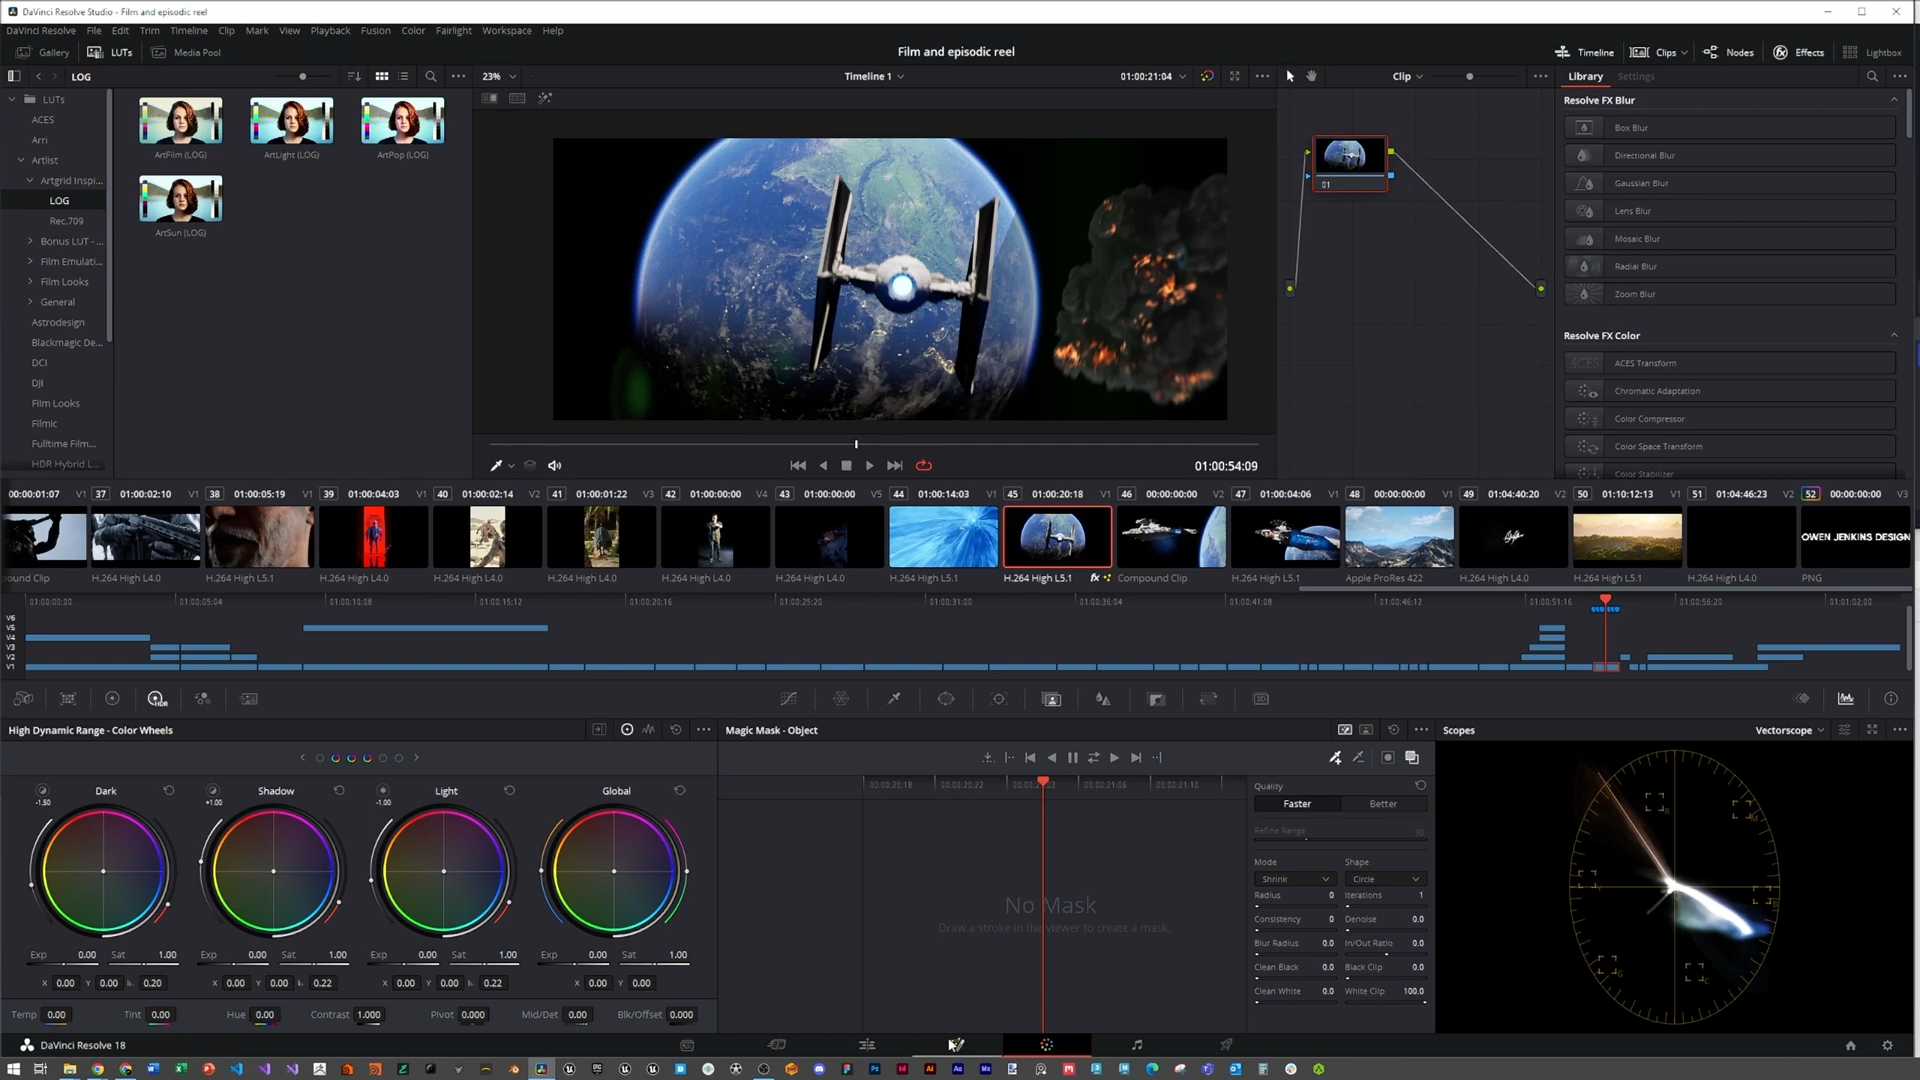 DaVinci Resolve Studio - Film and episodic reel
DaVinci Resolve File Edit Trim Timeline Clip Mark View Playback Fusion Color Fairlight Workspace Help
Gallery LUTs Media Pool
Film and episodic reel
Timeline Clips Nodes Effects Lightbox
LOG
23%
Timeline 1
01:00:21:04
Clip
Library Settings
LUTs
ACES
Arri
Artlist
Artgrid Inspi...
LOG
Rec.709
Bonus LUT - ...
Film Emulati...
Film Looks
General
Astrodesign
Blackmagic De...
DCI
DJI
Film Looks
Filmic
Fulltime Film...
HDR Hybrid L...
ArtFilm (LOG)
ArtLight (LOG)
ArtPop (LOG)
ArtSun (LOG)
01
01:00:54:09
Resolve FX Blur
Box Blur
Directional Blur
Gaussian Blur
Lens Blur
Mosaic Blur
Radial Blur
Zoom Blur
Resolve FX Color
ACES Transform
Chromatic Adaptation
Color Compressor
Color Space Transform
Color Stabilizer
00:00:01:07 V1 37 00:00:02:10 V1 38 00:00:05:19 V1 39 00:00:04:03 V1 40 00:00:02:14 V2 41 00:00:01:22 V3 42 00:00:00:00 V4 43 00:00:00:00 V5 44 00:00:14:03 V1 45 01:00:20:18 V1 46 00:00:00:00 V2 47 00:00:04:06 V1 48 00:00:00:00 V1 49 01:04:40:20 V2 50 01:10:12:13 V1 51 01:04:46:23 V2 52 00:00:00:00 V3
OWEN JENKINS DESIGN
ound Clip H.264 High L4.0 H.264 High L5.1 H.264 High L4.0 H.264 High L4.0 H.264 High L4.0 H.264 High L4.0 H.264 High L4.0 H.264 High L5.1 H.264 High L5.1 fx Compound Clip H.264 High L5.1 Apple ProRes 422 H.264 High L4.0 H.264 High L5.1 H.264 High L4.0 PNG
01:00:00:00 01:00:05:04 01:00:10:08 01:00:15:12 01:00:20:16 01:00:25:20 01:00:31:00 01:00:36:04 01:00:41:08 01:00:46:12 01:00:51:16 01:00:56:20 01:01:02:00
V6
V5
V4
V3
V2
V1
High Dynamic Range - Color Wheels
Magic Mask - Object
Scopes
Vectorscope
-1.50 Dark
+1.00 Shadow
-1.00 Light
Global
Exp 0.00 Sat 1.00
Exp 0.00 Sat 1.00
Exp 0.00 Sat 1.00
Exp 0.00 Sat 1.00
X 0.00 Y 0.00 0.20
X 0.00 Y 0.00 0.22
X 0.00 Y 0.00 0.22
X 0.00 Y 0.00
Temp 0.00 Tint 0.00 Hue 0.00 Contrast 1.000 Pivot 0.000 Mid/Det 0.00 Blk/Offset 0.000
00:00:20:18 00:00:20:22 00:00:21:06 00:00:21:10
No Mask
Draw a stroke in the viewer to create a mask.
Quality
Faster Better
Refine Range 30
Mode Shape
Shrink Circle
Radius 0 Iterations 1
Consistency 0 Denoise 0.0
Blur Radius 0.0 In/Out Ratio 0.0
Clean Black 0.0 Black Clip 0.0
Clean White 0.0 White Clip 100.0
DaVinci Resolve 18